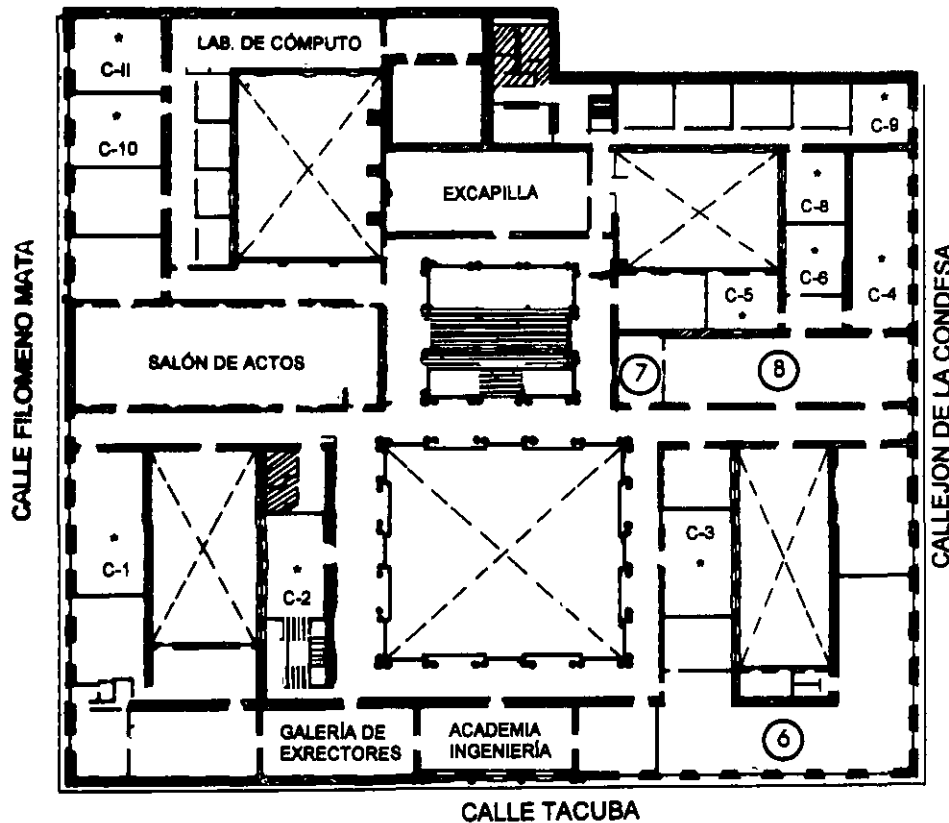 LAB. DE CÓMPUTO
* C-11
* C-10
* C-9
EXCAPILLA
* C-8
* C-6
* C-4
C-5 *
SALÓN DE ACTOS
7
8
CALLE FILOMENO MATA
CALLEJON DE LA CONDESA
* C-1
* C-2
C-3 *
GALERÍA DE
EXRECTORES
ACADEMIA
INGENIERÍA
6
CALLE TACUBA